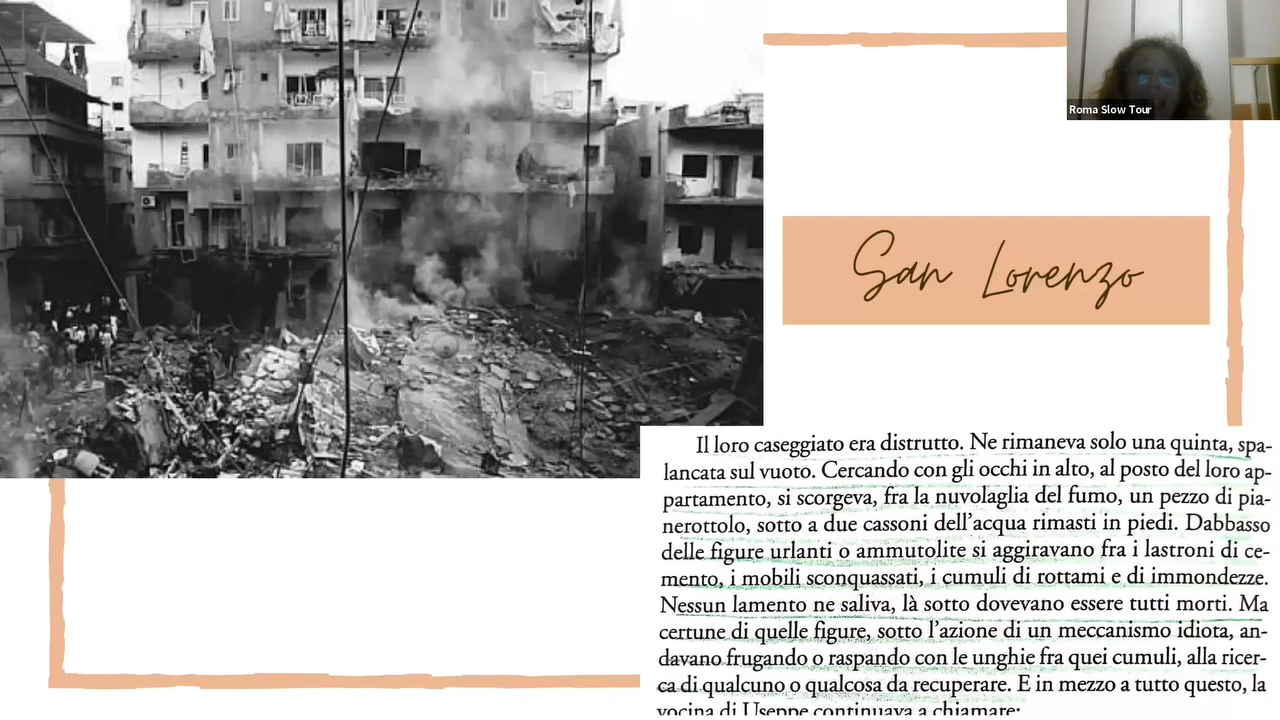 Roma Slow Tour
San Lorenzo
Il loro caseggiato era distrutto. Ne rimaneva solo una quinta, spa-
lancata sul vuoto. Cercando con gli occhi in alto, al posto del loro ap-
partamento, si scorgeva, fra la nuvolaglia del fumo, un pezzo di pia-
nerottolo, sotto a due cassoni dell'acqua rimasti in piedi. Dabbasso
delle figure urlanti o ammutolite si aggiravano fra i lastroni di ce-
mento, i mobili sconquassati, i cumuli di rottami e di immondezze.
Nessun lamento ne saliva, là sotto dovevano essere tutti morti. Ma
certune di quelle figure, sotto l'azione di un meccanismo idiota, an-
davano frugando o raspando con le unghie fra quei cumuli, alla ricer-
ca di qualcuno o qualcosa da recuperare. E in mezzo a tutto questo, la
vocina di Useppe continuava a chiamare: